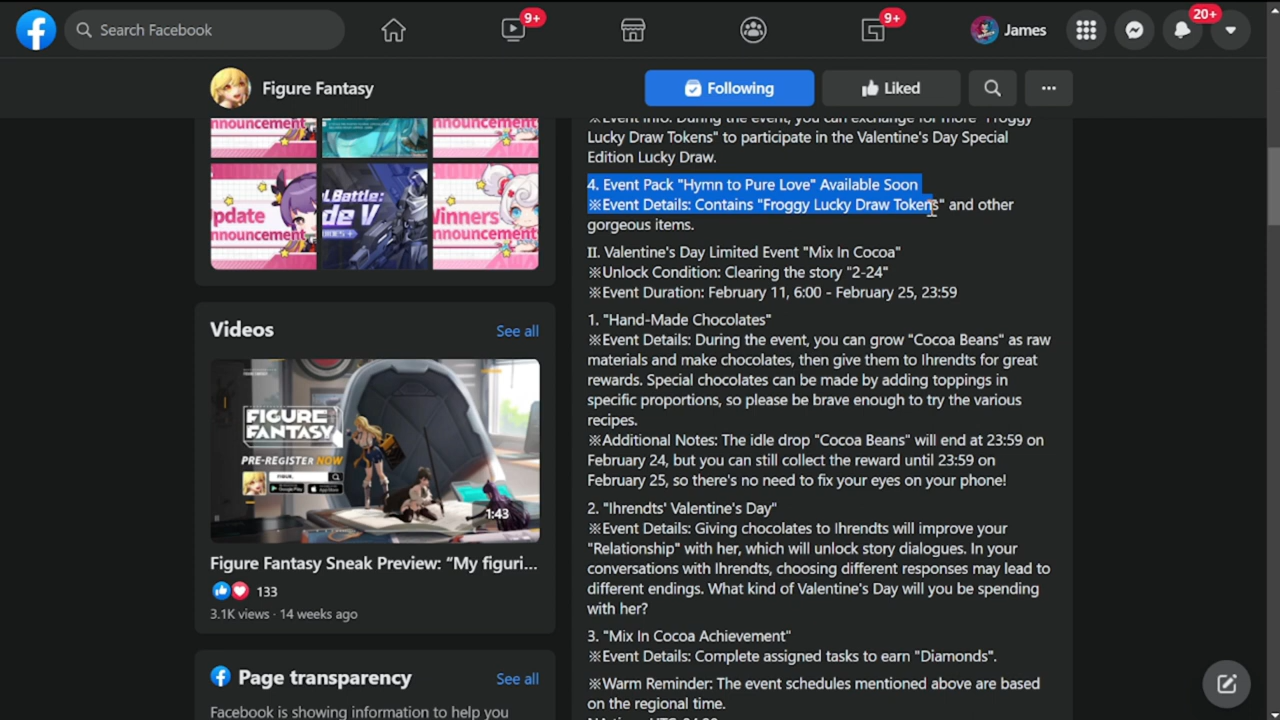 Search Facebook
9+
9+
James
20+
Figure Fantasy
Following
Liked
nnouncement
nnouncement
※Event Info: During the event, you can exchange for more "Froggy
Lucky Draw Tokens" to participate in the Valentine's Day Special
Edition Lucky Draw.
4. Event Pack "Hymn to Pure Love" Available Soon
※Event Details: Contains "Froggy Lucky Draw Tokens" and other
gorgeous items.
pdate
nnouncement
l Battle:
de V
Winners
nnouncement
II. Valentine's Day Limited Event "Mix In Cocoa"
※Unlock Condition: Clearing the story "2-24"
※Event Duration: February 11, 6:00 - February 25, 23:59
1. "Hand-Made Chocolates"
※Event Details: During the event, you can grow "Cocoa Beans" as raw
materials and make chocolates, then give them to Ihrends for great
rewards. Special chocolates can be made by adding toppings in
specific proportions, so please be brave enough to try the various
recipes.
※Additional Notes: The idle drop "Cocoa Beans" will end at 23:59 on
February 24, but you can still collect the reward until 23:59 on
February 25, so there's no need to fix your eyes on your phone!
2. "Ihrendts' Valentine's Day"
※Event Details: Giving chocolates to Ihrendts will improve your
"Relationship" with her, which will unlock story dialogues. In your
conversations with Ihrendts, choosing different responses may lead to
different endings. What kind of Valentine's Day will you be spending
with her?
3. "Mix In Cocoa Achievement"
※Event Details: Complete assigned tasks to earn "Diamonds".
※Warm Reminder: The event schedules mentioned above are based
on the regional time.
Videos
See all
FIGURE
FANTASY
PRE-REGISTER NOW
1:43
Figure Fantasy Sneak Preview: “My figuri...
133
3.1K views · 14 weeks ago
Page transparency
See all
Facebook is showing information to help you